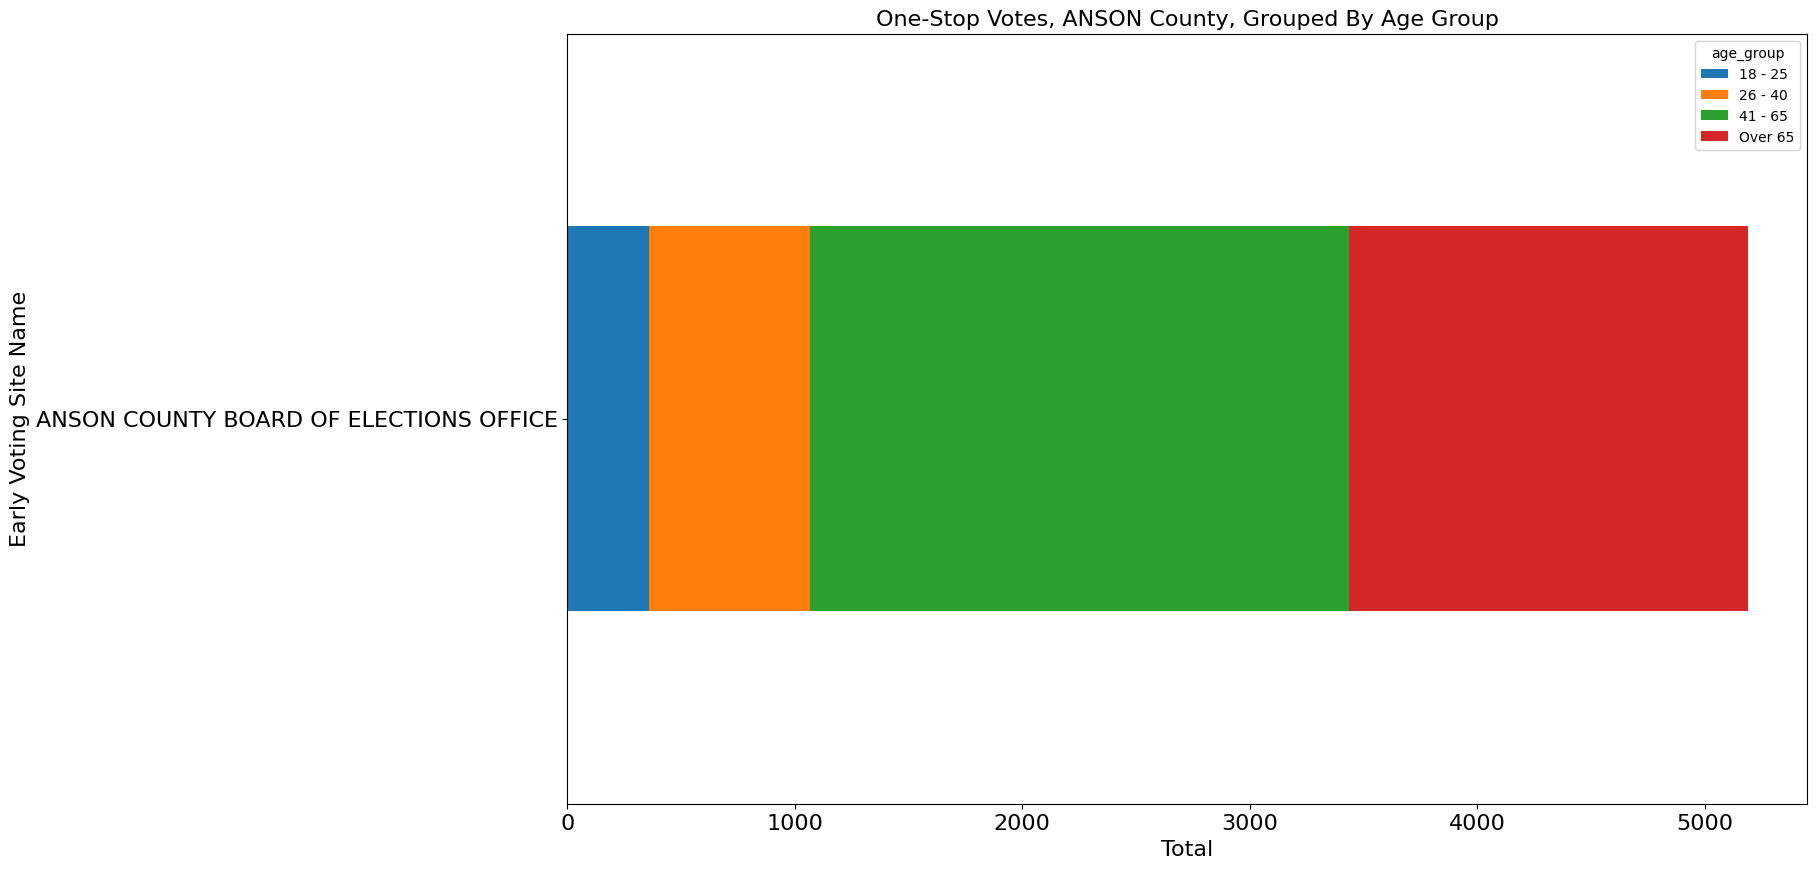 One-Stop Votes, ANSON County, Grouped By Age Group
age_group
18 - 25
26 - 40
41 - 65
Over 65
Early Voting Site Name
ANSON COUNTY BOARD OF ELECTIONS OFFICE
0 1000 2000 3000 4000 5000
Total